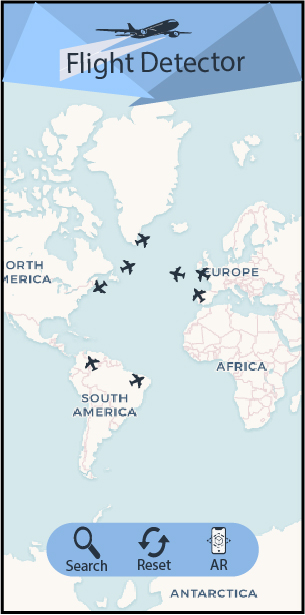 Flight Detector
ORTH
MERICA
EUROPE
AFRICA
SOUTH
AMERICA
Search
Reset
AR
ANTARCTICA